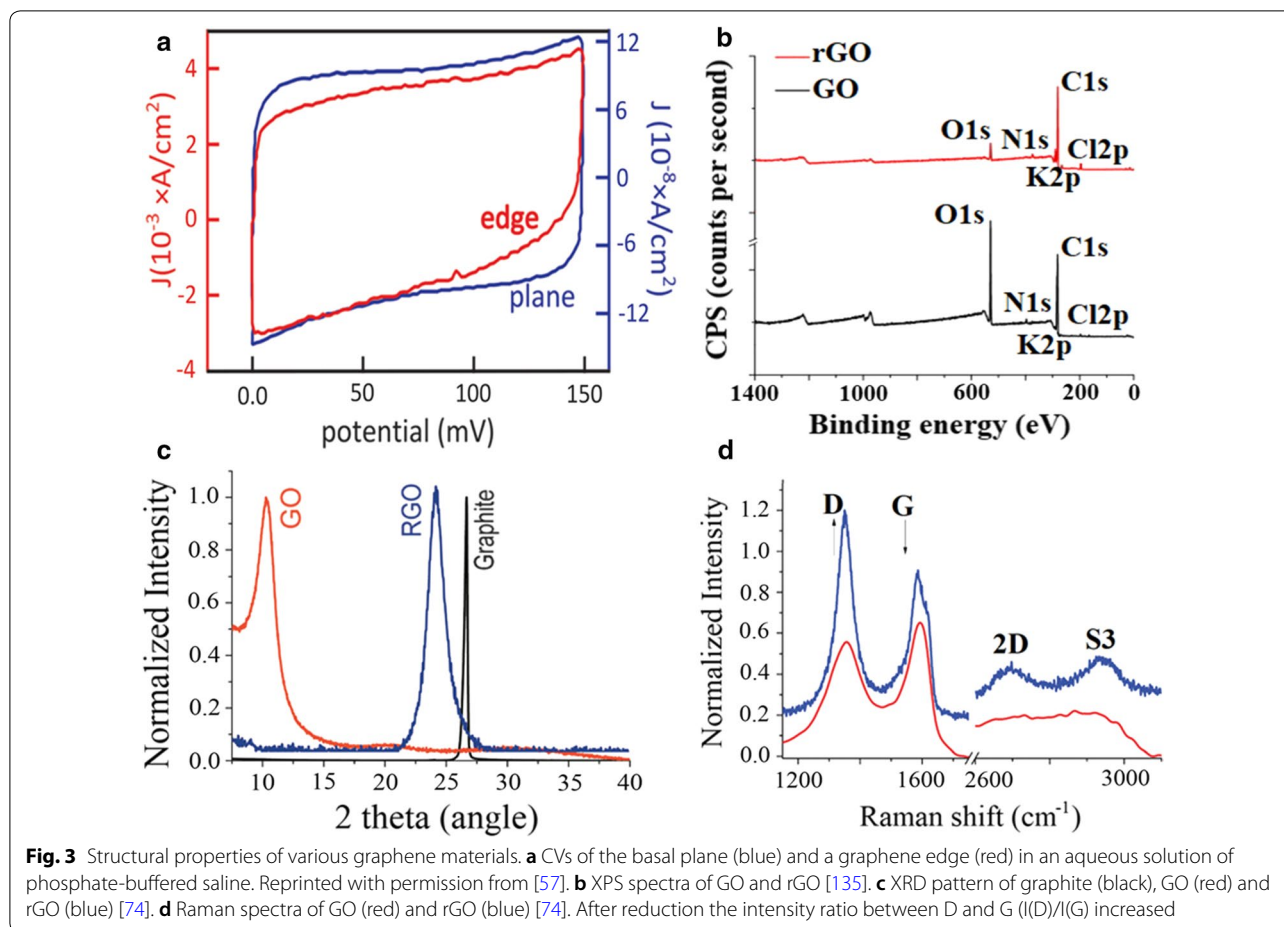 a
4
2
0
-2
-4
J(10-3 ×A/cm2)
12
6
0
-6
-12
J (10-8×A/cm2)
edge
plane
0.0 50 100 150
potential (mV)
b
rGO
GO
C1s
O1s
N1s
Cl2p
K2p
O1s
C1s
N1s
Cl2p
K2p
CPS (counts per second)
1400 1000 600 200 0
Binding energy (eV)
c
1.0
0.8
0.6
0.4
0.2
0.0
Normalized Intensity
GO
RGO
Graphite
10 15 20 25 30 35 40
2 theta (angle)
d
1.2
1.0
0.8
0.6
0.4
0.2
0.0
Normalized Intensity
D
G
2D
S3
1200 1600 2600 3000
Raman shift (cm-1)
Fig. 3 Structural properties of various graphene materials. a CVs of the basal plane (blue) and a graphene edge (red) in an aqueous solution of
phosphate-buffered saline. Reprinted with permission from [57]. b XPS spectra of GO and rGO [135]. c XRD pattern of graphite (black), GO (red) and
rGO (blue) [74]. d Raman spectra of GO (red) and rGO (blue) [74]. After reduction the intensity ratio between D and G (I(D)/I(G) increased